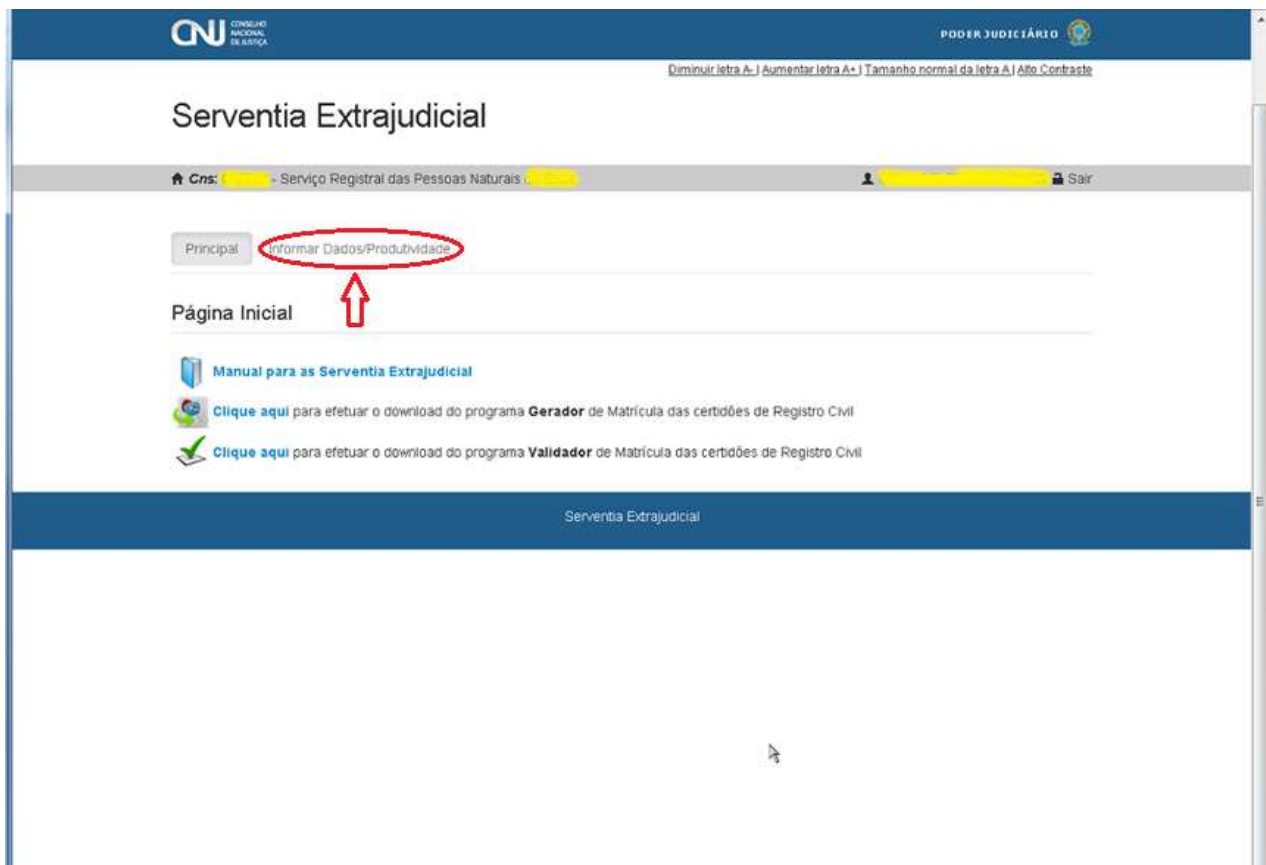 CNJ CONSELHO NACIONAL DE JUSTIÇA
PODER JUDICIÁRIO
Diminuir letra A- | Aumentar letra A+ | Tamanho normal da letra A | Alto Contraste
Serventia Extrajudicial
Cns: - Serviço Registral das Pessoas Naturais
Sair
Principal Informar Dados/Produtividade
Página Inicial
Manual para as Serventia Extrajudicial
Clique aqui para efetuar o download do programa Gerador de Matrícula das certidões de Registro Civil
Clique aqui para efetuar o download do programa Validador de Matrícula das certidões de Registro Civil
Serventia Extrajudicial